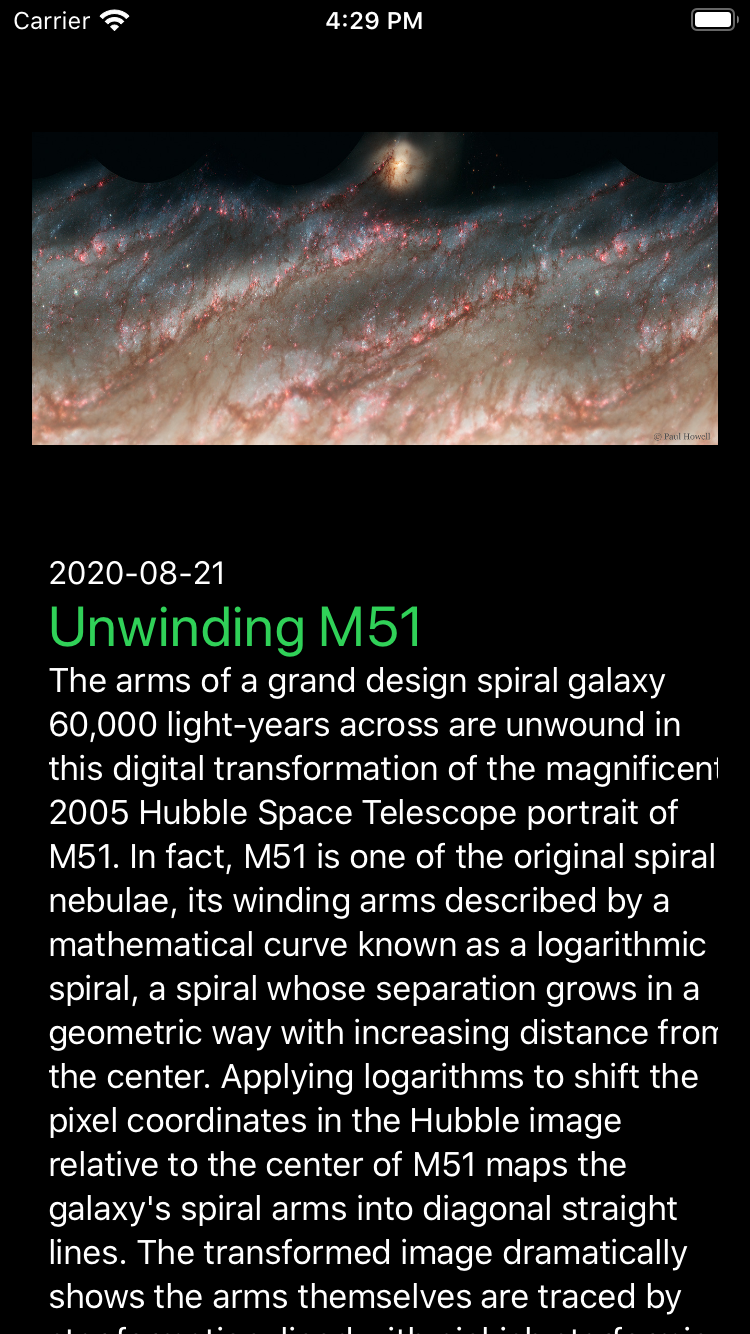 Carrier
4:29 PM
© Paul Howell
2020-08-21
Unwinding M51
The arms of a grand design spiral galaxy
60,000 light-years across are unwound in
this digital transformation of the magnificent
2005 Hubble Space Telescope portrait of
M51. In fact, M51 is one of the original spiral
nebulae, its winding arms described by a
mathematical curve known as a logarithmic
spiral, a spiral whose separation grows in a
geometric way with increasing distance from
the center. Applying logarithms to shift the
pixel coordinates in the Hubble image
relative to the center of M51 maps the
galaxy's spiral arms into diagonal straight
lines. The transformed image dramatically
shows the arms themselves are traced by